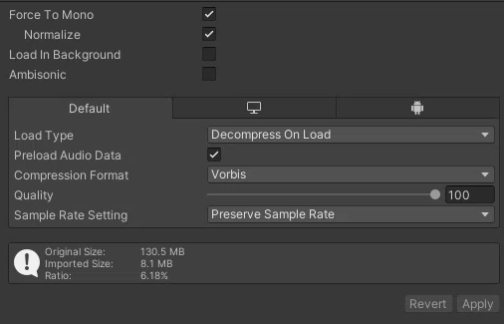 Force To Mono
Normalize
Load In Background
Ambisonic
Default
Load Type Decompress On Load
Preload Audio Data
Compression Format Vorbis
Quality 100
Sample Rate Setting Preserve Sample Rate
Original Size: 130.5 MB
Imported Size: 8.1 MB
Ratio: 6.18%
Revert Apply